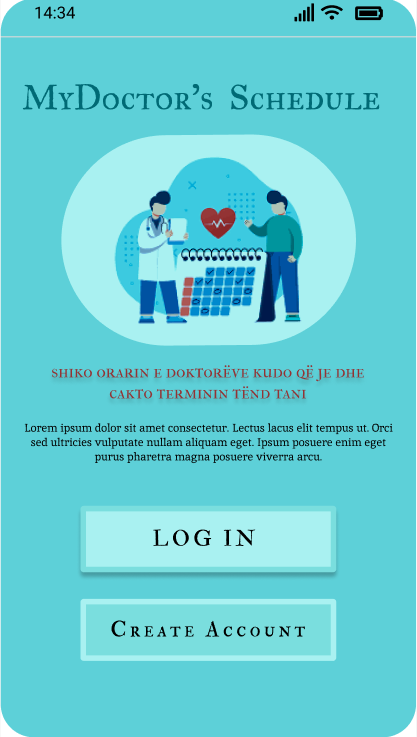 14:34
MyDoctor's Schedule
SHIKO ORARIN E DOKTORËVE KUDO QË JE DHE
CAKTO TERMININ TËND TANI
Lorem ipsum dolor sit amet consectetur. Lectus lacus elit tempus ut. Orci
sed ultricies vulputate nullam aliquam eget. Ipsum posuere enim eget
purus pharetra magna posuere viverra arcu.
LOG IN
Create Account